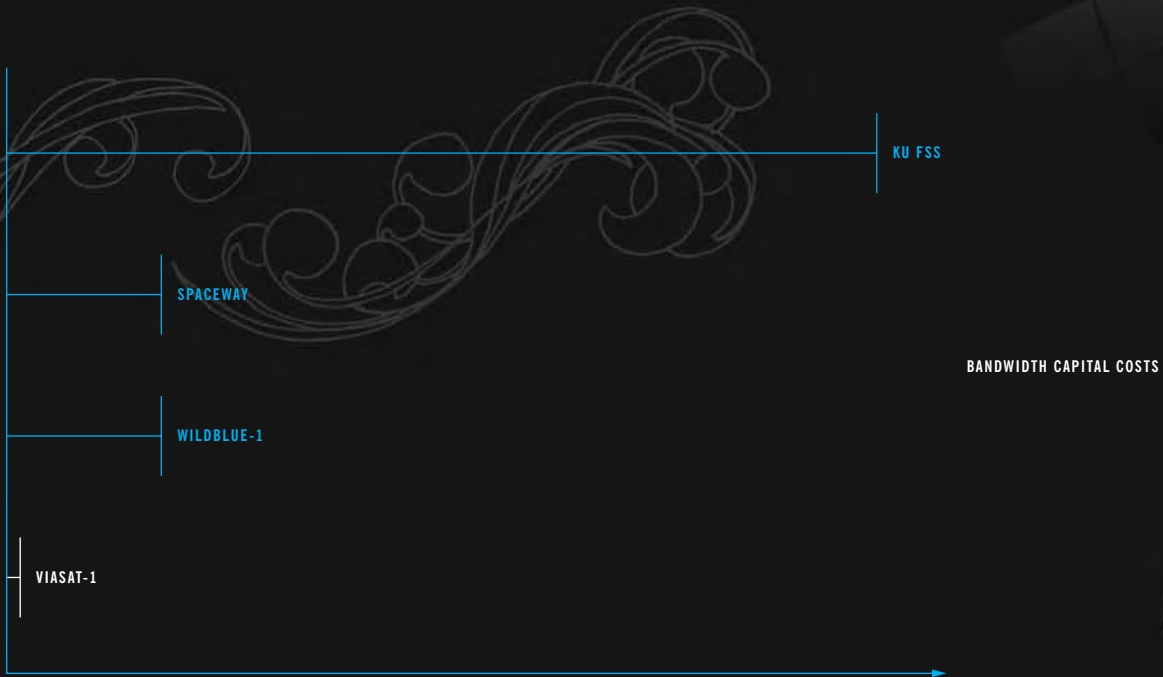 KU FSS
SPACEWAY
BANDWIDTH CAPITAL COSTS
WILDBLUE-1
VIASAT-1